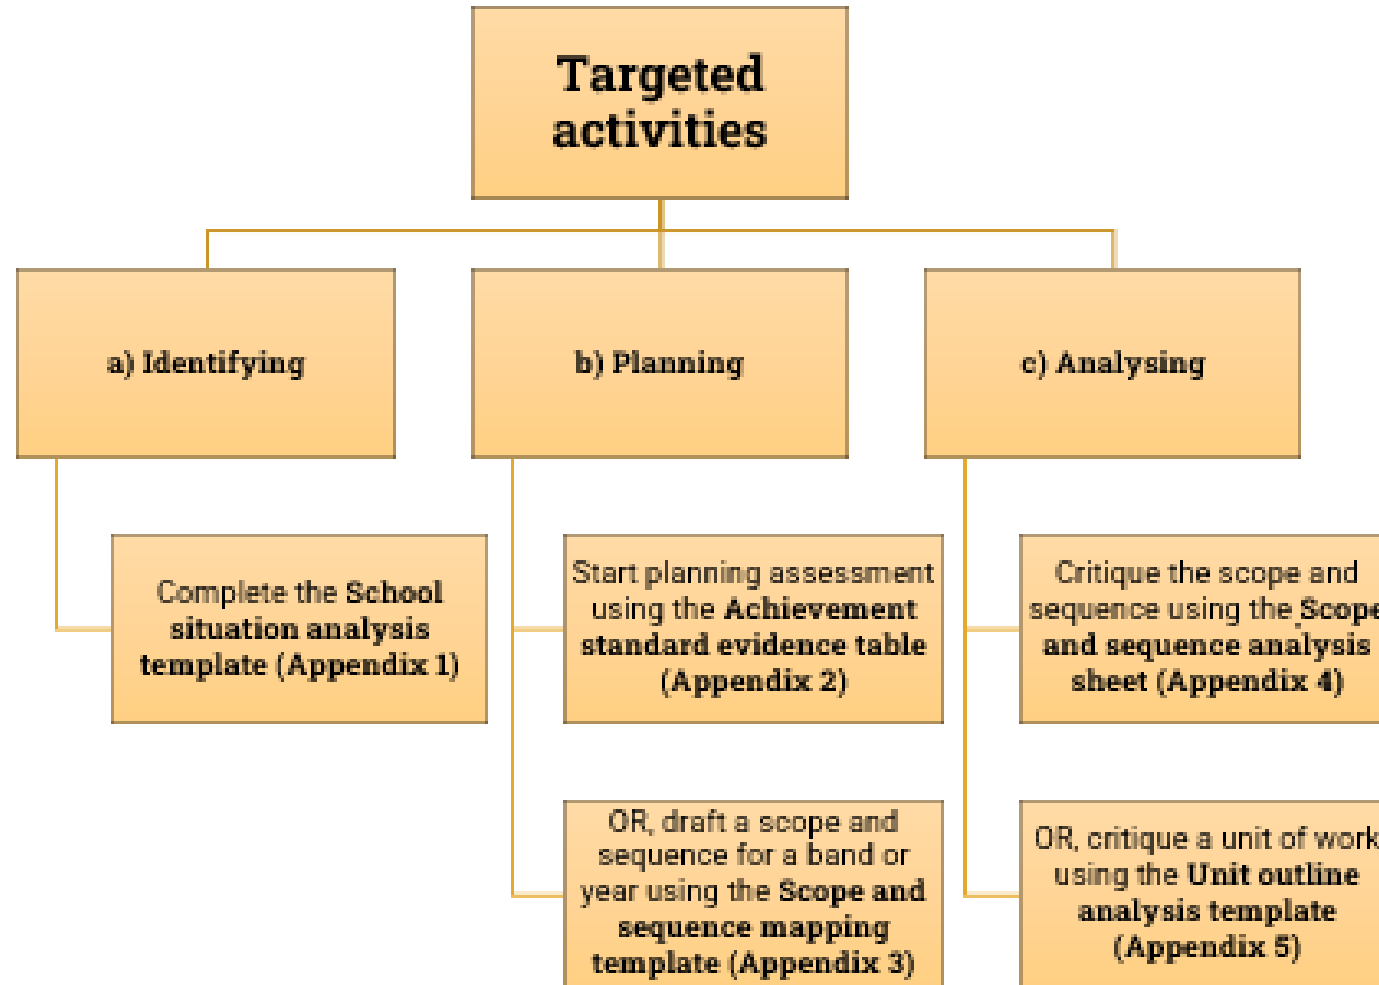 Targeted
activities
a) Identifying
b) Planning
c) Analysing
Complete the School
situation analysis
template (Appendix 1)
Start planning assessment
using the Achievement
standard evidence table
(Appendix 2)
Critique the scope and
sequence using the Scope
and sequence analysis
sheet (Appendix 4)
OR, draft a scope and
sequence for a band or
year using the Scope and
sequence mapping
template (Appendix 3)
OR, critique a unit of work
using the Unit outline
analysis template
(Appendix 5)